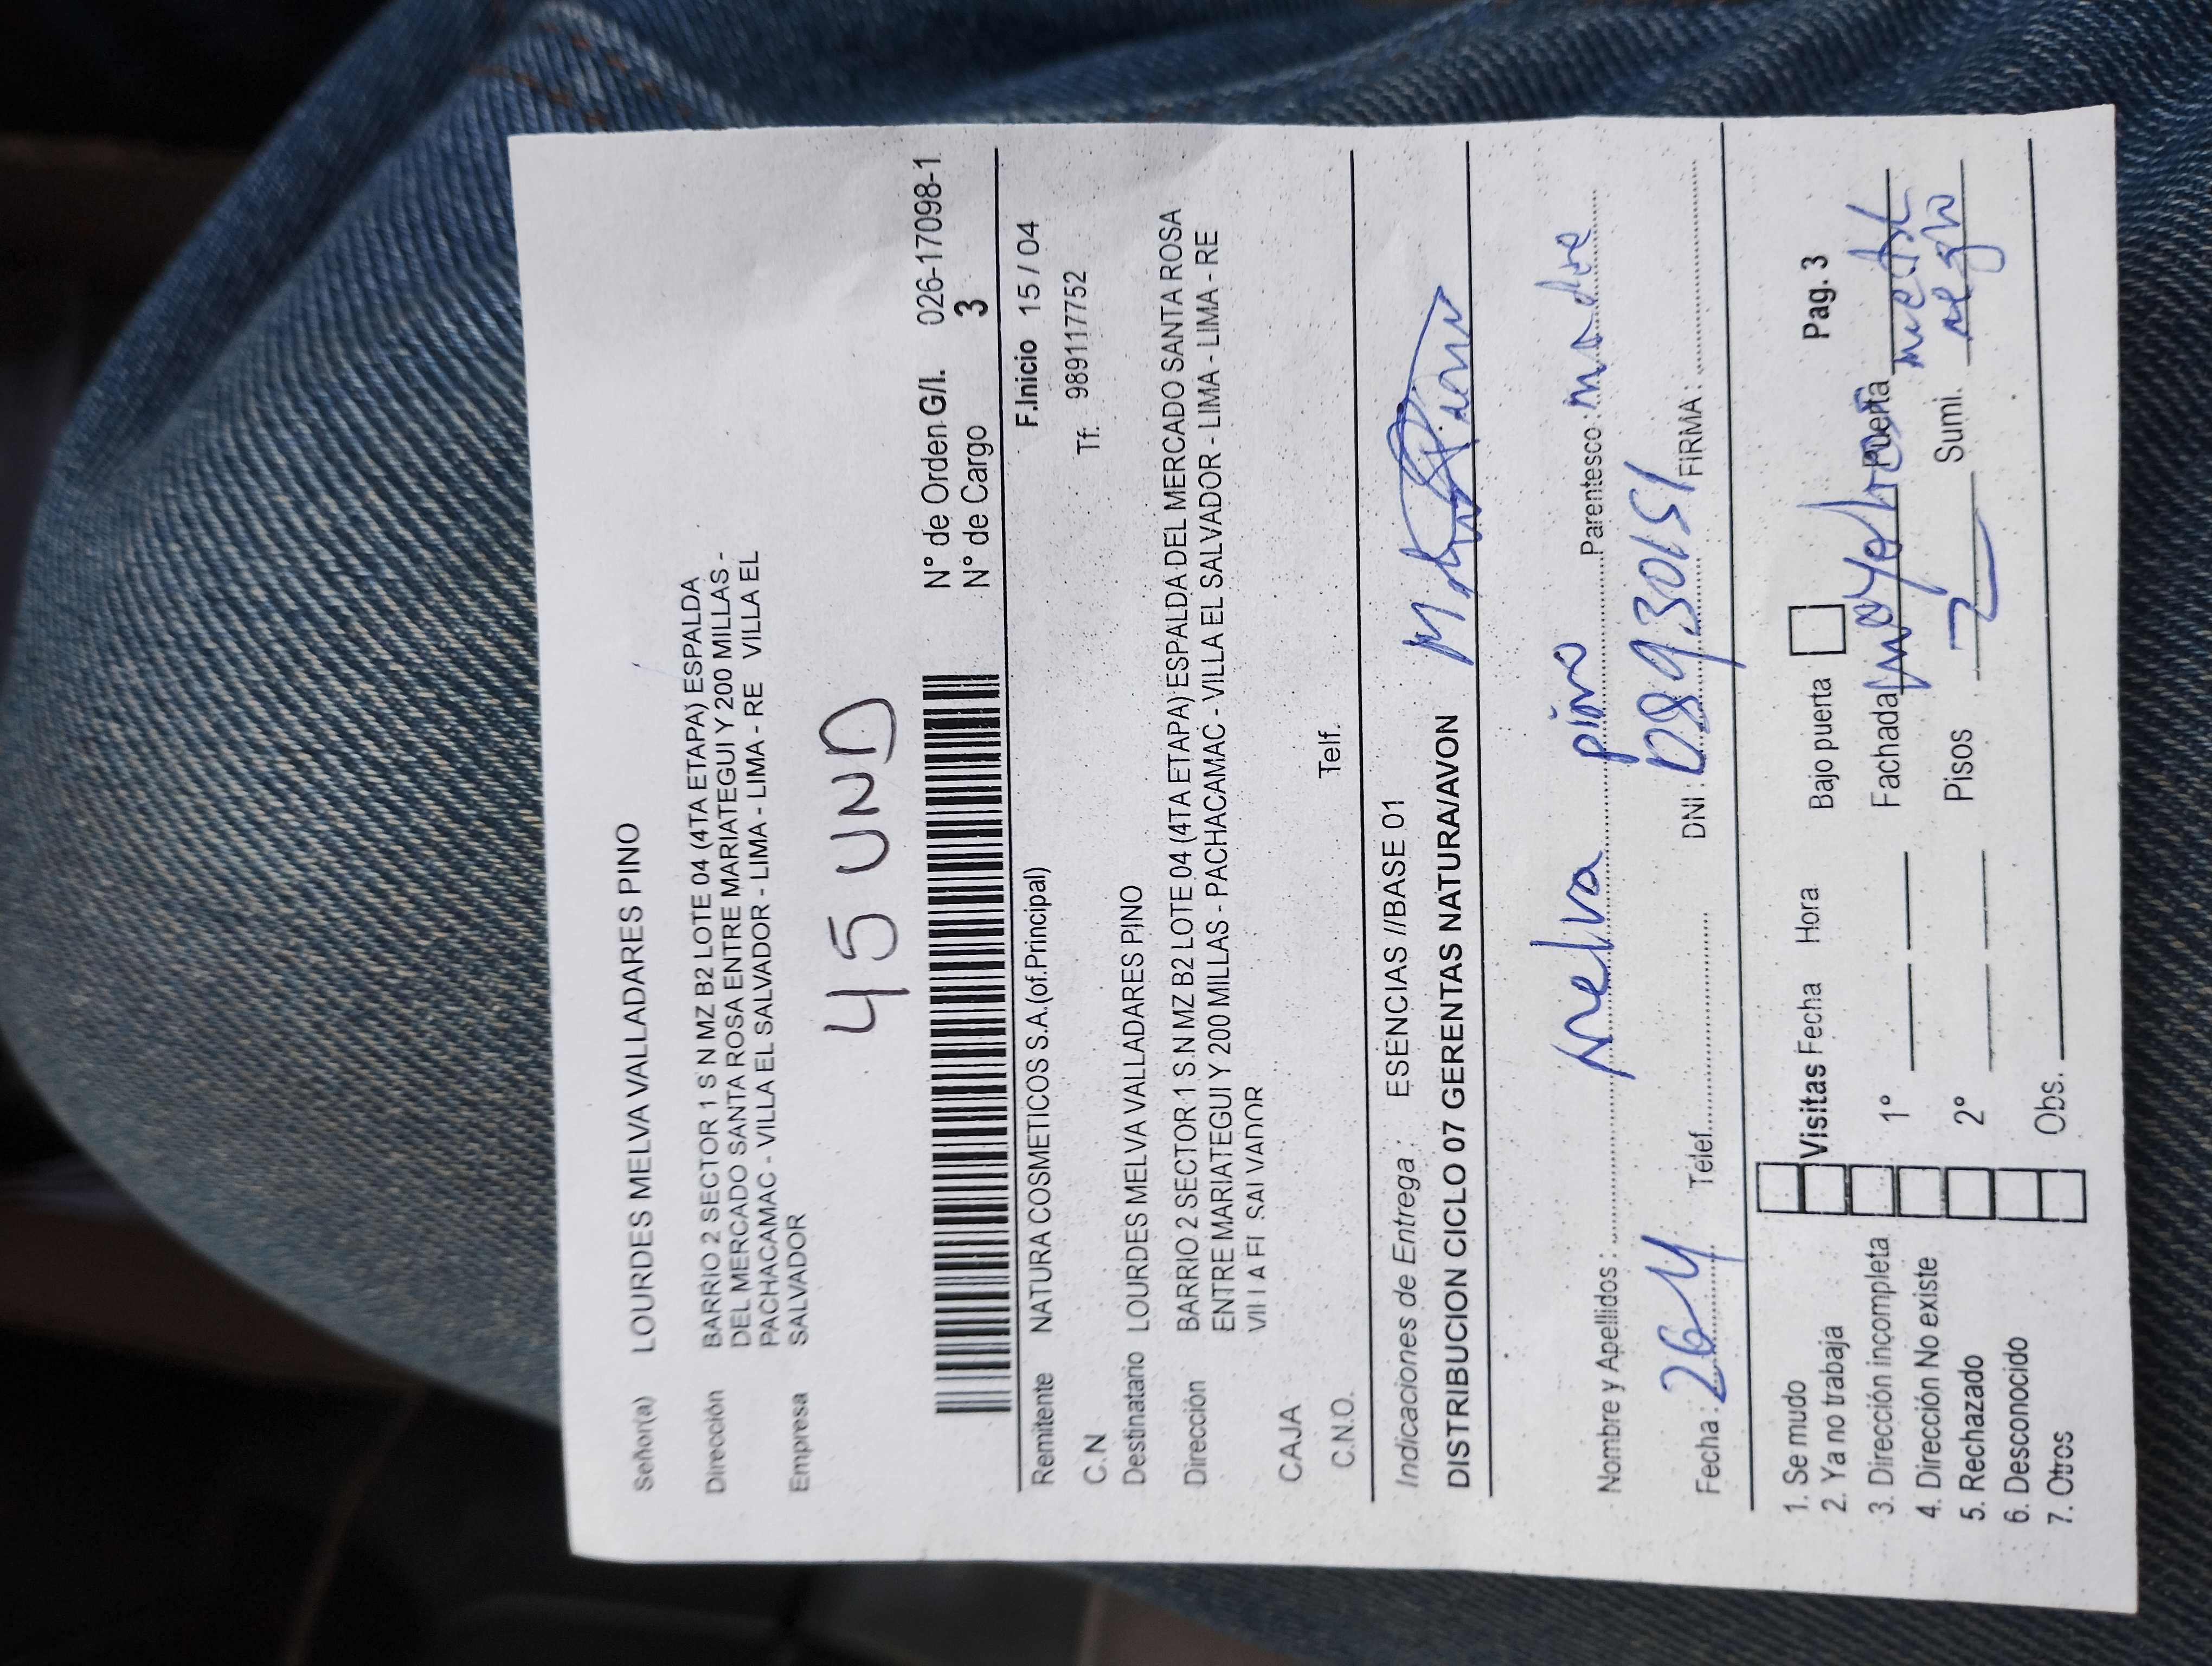 Señor(a) LOURDES MELVA VALLADARES PINO
Dirección BARRIO 2 SECTOR 1 S N MZ B2 LOTE 04 (4TA ETAPA) ESPALDA
DEL MERCADO SANTA ROSA ENTRE MARIATEGUI Y 200 MILLAS -
PACHACAMAC - VILLA EL SALVADOR - LIMA - LIMA - RE VILLA EL
Empresa SALVADOR
45 UND
N° de Orden G/I. 026-17098-1
N° de Cargo 3
Remitente NATURA COSMETICOS S.A.(of.Principal) F.Inicio 15 / 04
C.N Tf. 989117752
Destinatario LOURDES MELVA VALLADARES PINO
Dirección BARRIO 2 SECTOR 1 S N MZ B2 LOTE 04 (4TA ETAPA) ESPALDA DEL MERCADO SANTA ROSA
ENTRE MARIATEGUI Y 200 MILLAS - PACHACAMAC - VILLA EL SALVADOR - LIMA - LIMA - RE
VILLA EL SALVADOR
CAJA
C.N.O. Telf.
Indicaciones de Entrega : ESENCIAS //BASE 01
DISTRIBUCION CICLO 07 GERENTAS NATURA/AVON
Nombre y Apellidos : melva pino Parentesco : madre
Fecha : 26 4 Telef. DNI : 08930151 FIRMA :
1. Se mudo Pag. 3
2. Ya no trabaja Visitas Fecha Hora Bajo puerta
3. Dirección incompleta 1° Fachada Puerta
4. Dirección No existe
5. Rechazado 2° Pisos 2 Sumi. negro
6. Desconocido
7. Otros Obs.